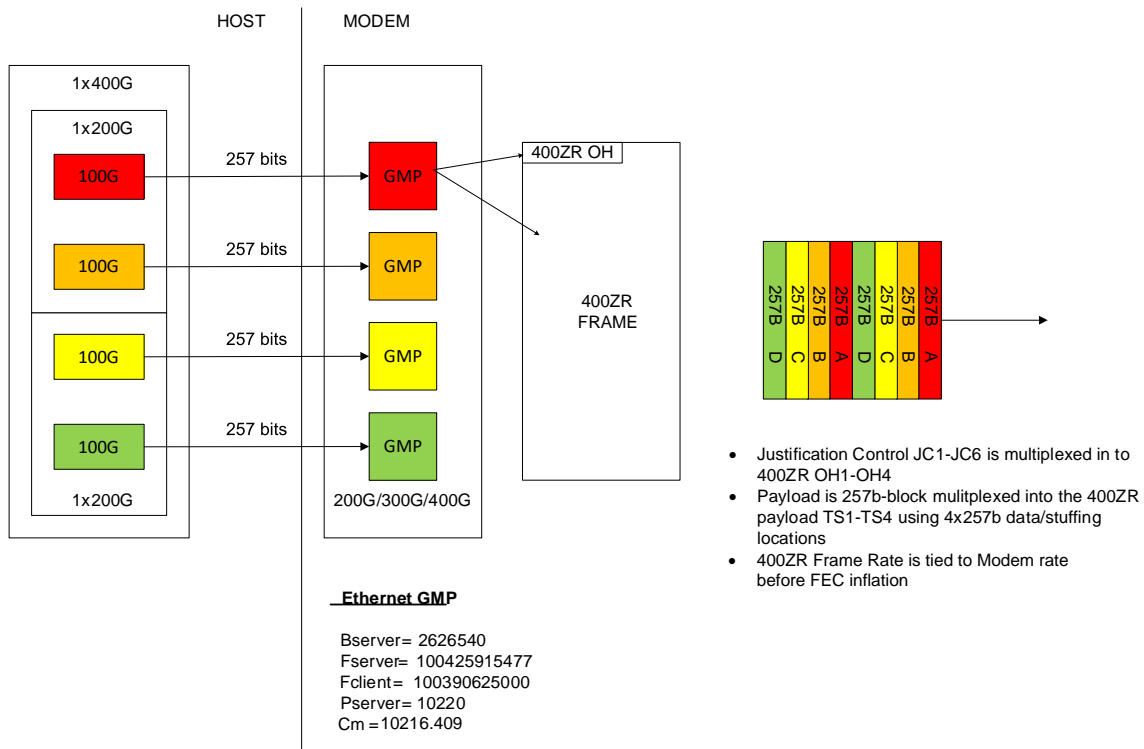 HOST
MODEM
1x400G
1x200G
100G
257 bits
GMP
400ZR OH
100G
257 bits
GMP
100G
257 bits
GMP
100G
257 bits
GMP
1x200G
200G/300G/400G
400ZR
FRAME
257B D
257B C
257B B
257B A
257B D
257B C
257B B
257B A
• Justification Control JC1-JC6 is multiplexed in to
400ZR OH1-OH4
• Payload is 257b-block mulitplexed into the 400ZR
payload TS1-TS4 using 4x257b data/stuffing
locations
• 400ZR Frame Rate is tied to Modem rate
before FEC inflation
Ethernet GMP
Bserver= 2626540
Fserver= 100425915477
Fclient= 100390625000
Pserver= 10220
Cm =10216.409